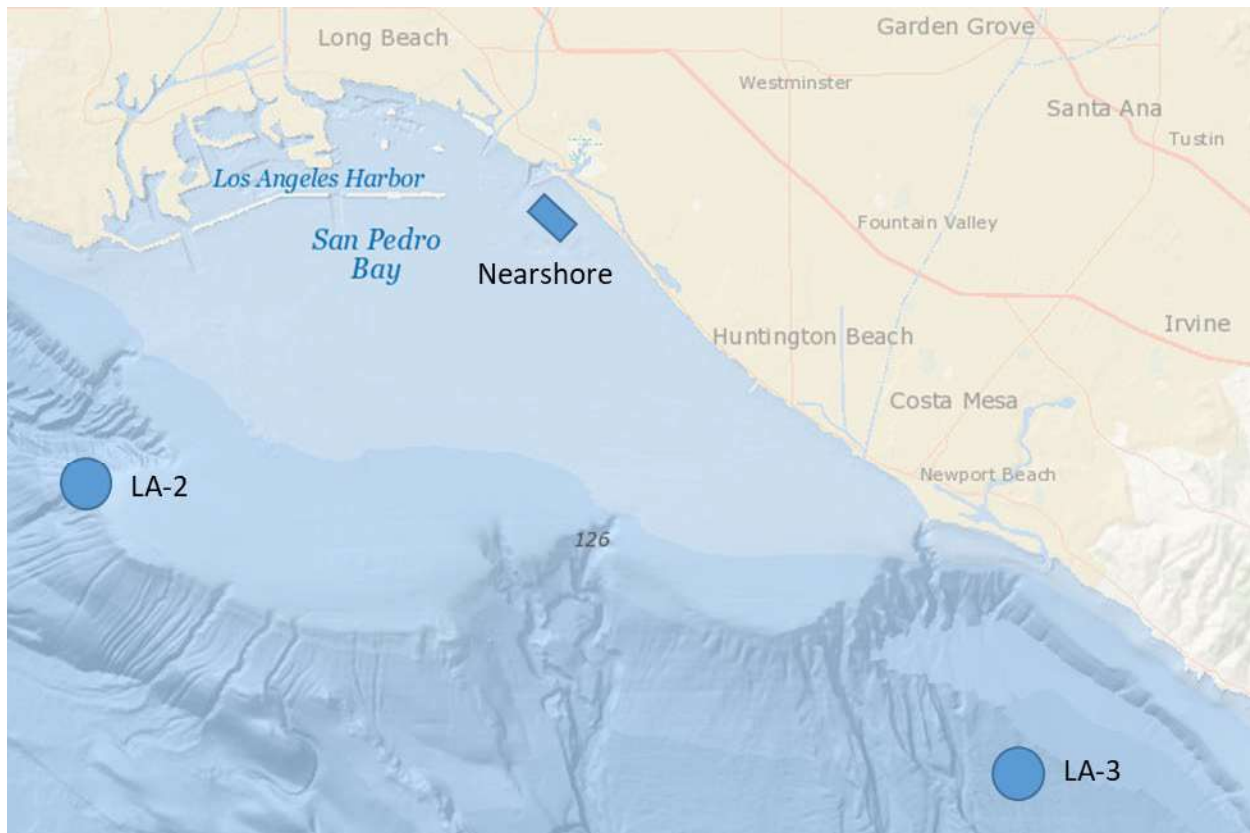 Long Beach
Garden Grove
Westminster
Santa Ana
Tustin
Los Angeles Harbor
San Pedro
Bay
Fountain Valley
Nearshore
Huntington Beach
Irvine
Costa Mesa
Newport Beach
LA-2
126
LA-3